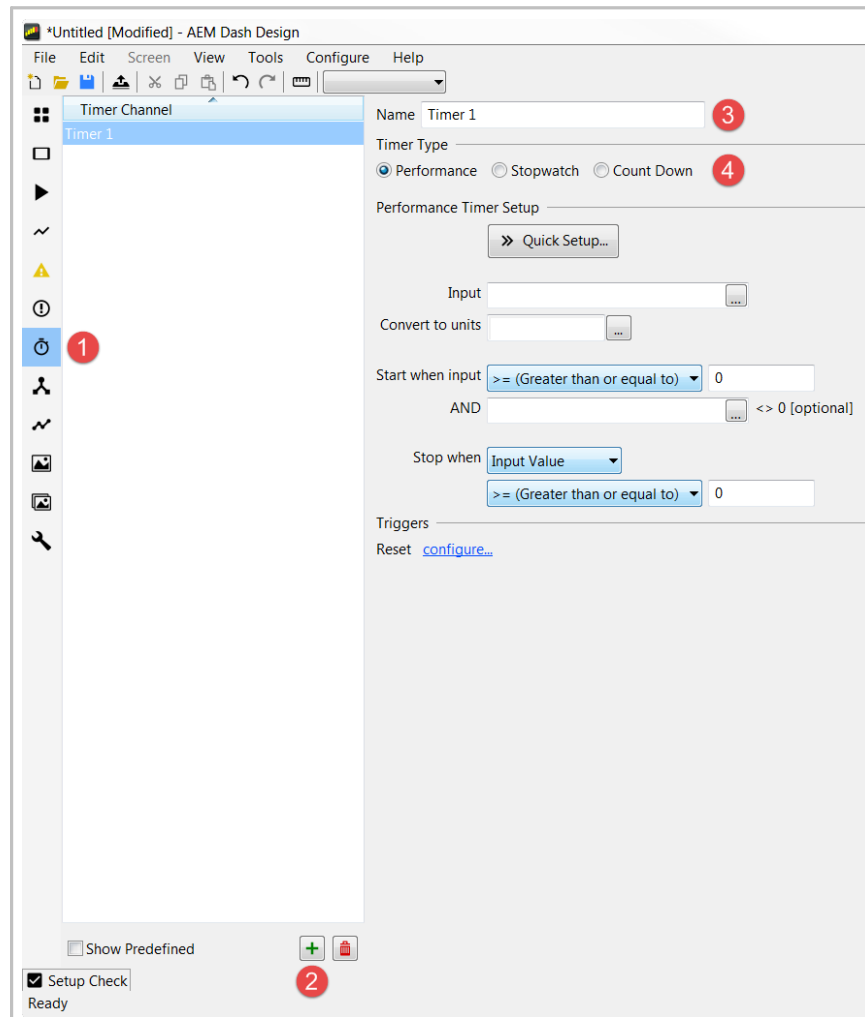 *Untitled [Modified] - AEM Dash Design
File Edit Screen View Tools Configure Help
Timer Channel
Timer 1
Name Timer 1 3
Timer Type
Performance Stopwatch Count Down 4
Performance Timer Setup
» Quick Setup...
Input ...
Convert to units ...
1
Start when input >= (Greater than or equal to) 0
AND ... <> 0 [optional]
Stop when Input Value
>= (Greater than or equal to) 0
Triggers
Reset configure...
Show Predefined
2
Setup Check
Ready